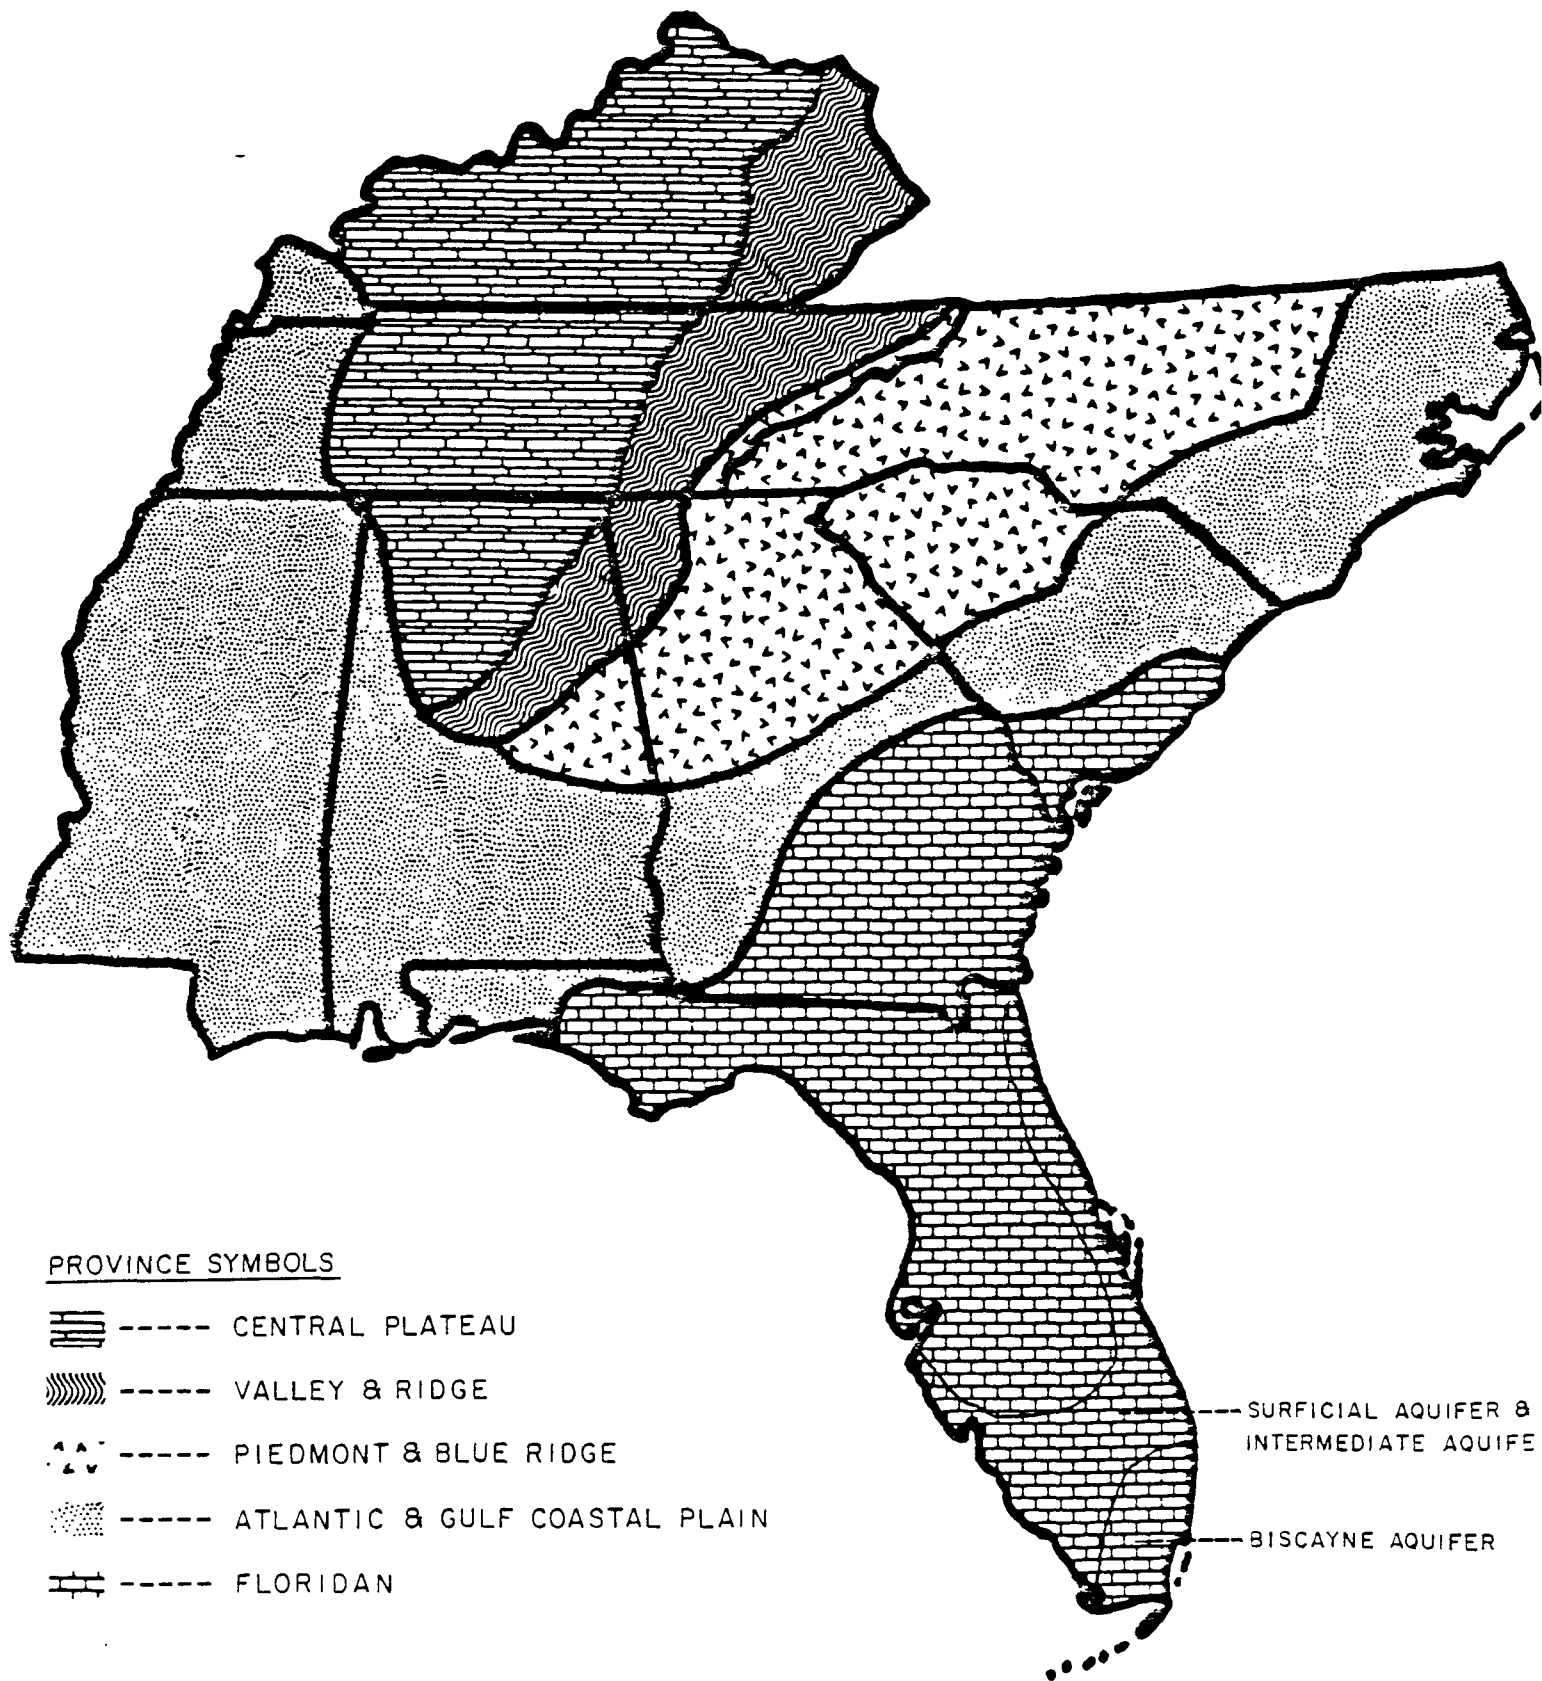 PROVINCE SYMBOLS
----- CENTRAL PLATEAU
----- VALLEY & RIDGE
----- PIEDMONT & BLUE RIDGE
----- ATLANTIC & GULF COASTAL PLAIN
----- FLORIDAN
----SURFICIAL AQUIFER &
INTERMEDIATE AQUIFE
----BISCAYNE AQUIFER